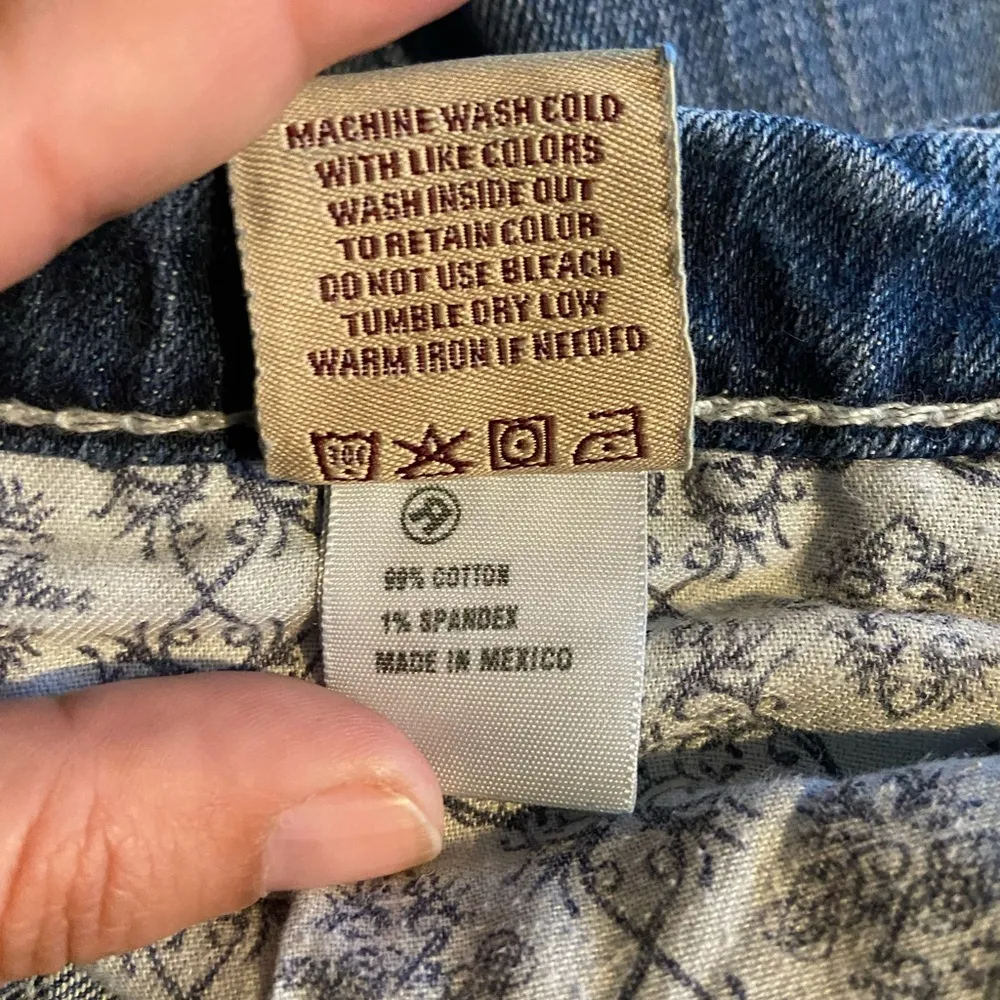 MACHINE WASH COLD
WITH LIKE COLORS
WASH INSIDE OUT
TO RETAIN COLOR
DO NOT USE BLEACH
TUMBLE DRY LOW
WARM IRON IF NEEDED
99% COTTON
1% SPANDEX
MADE IN MEXICO